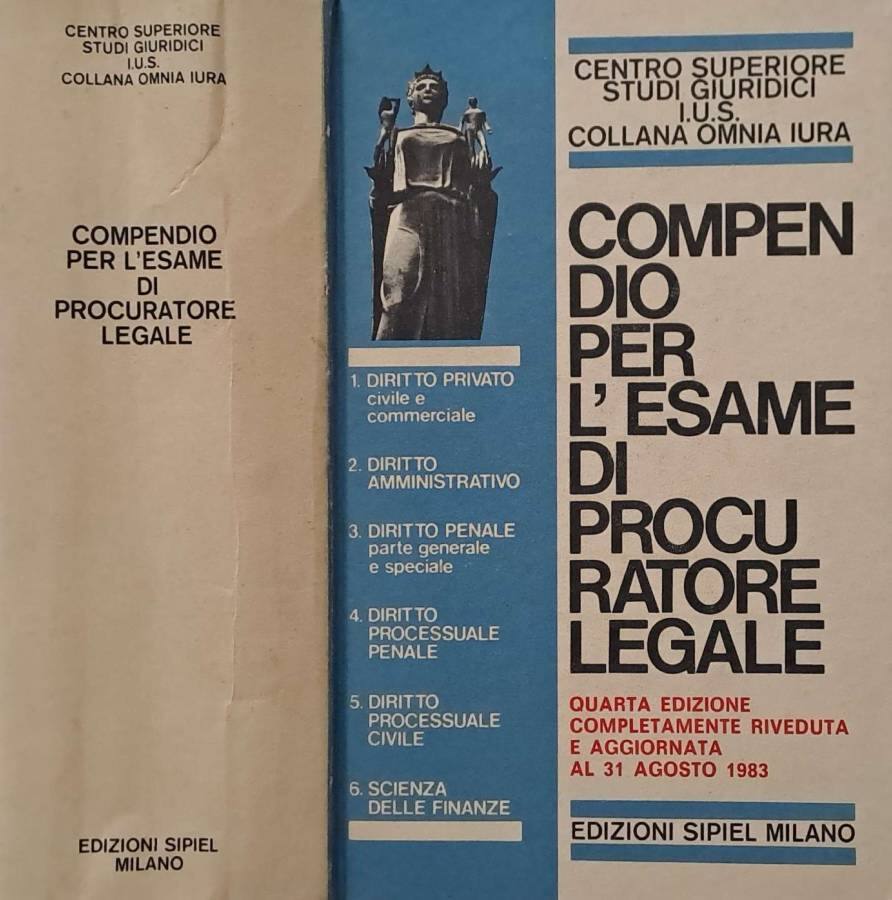 CENTRO SUPERIORE
STUDI GIURIDICI
I.U.S.
COLLANA OMNIA IURA
COMPENDIO
PER L'ESAME
DI
PROCURATORE
LEGALE
EDIZIONI SIPIEL
MILANO
1. DIRITTO PRIVATO
civile e
commerciale
2. DIRITTO
AMMINISTRATIVO
3. DIRITTO PENALE
parte generale
e speciale
4. DIRITTO
PROCESSUALE
PENALE
5. DIRITTO
PROCESSUALE
CIVILE
6. SCIENZA
DELLE FINANZE
CENTRO SUPERIORE
STUDI GIURIDICI
I.U.S.
COLLANA OMNIA IURA
COMPEN
DIO
PER
L'ESAME
DI
PROCU
RATORE
LEGALE
QUARTA EDIZIONE
COMPLETAMENTE RIVEDUTA
E AGGIORNATA
AL 31 AGOSTO 1983
EDIZIONI SIPIEL MILANO